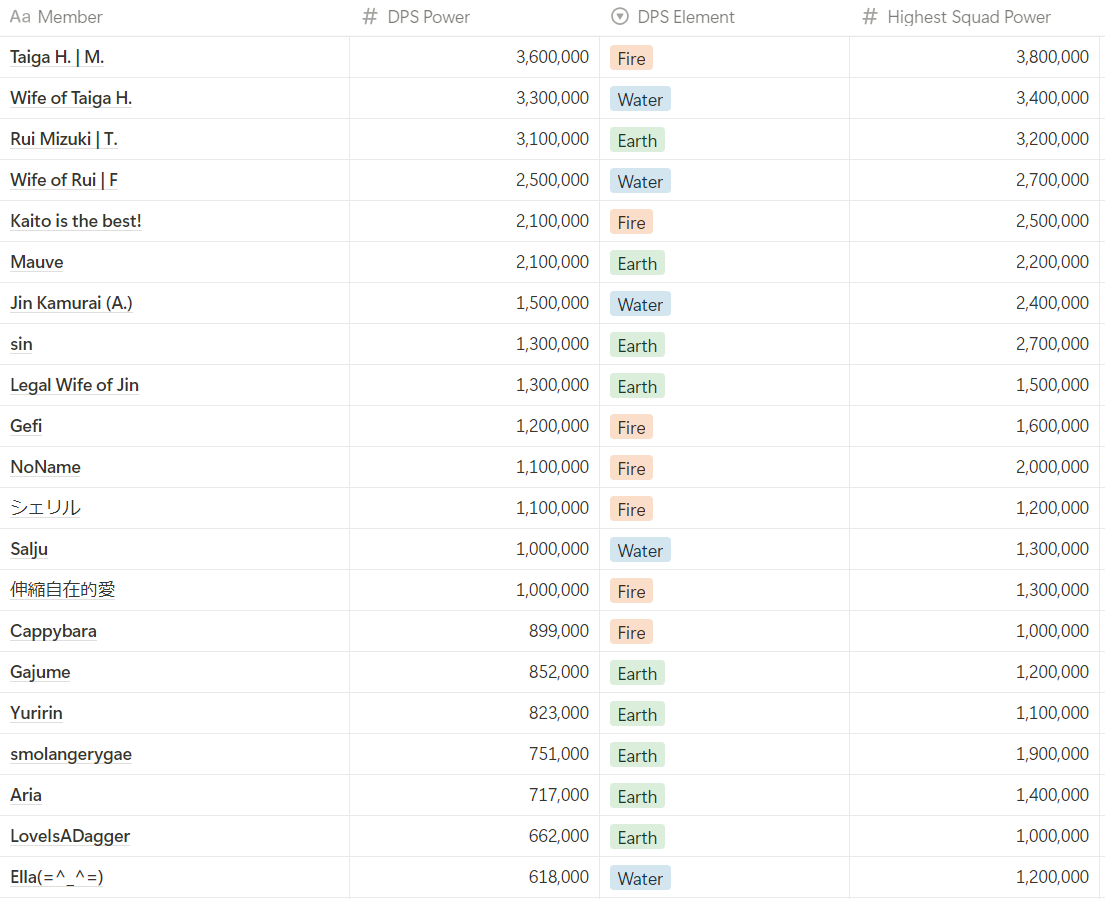 Aa Member # DPS Power DPS Element # Highest Squad Power
Taiga H. | M. 3,600,000 Fire 3,800,000
Wife of Taiga H. 3,300,000 Water 3,400,000
Rui Mizuki | T. 3,100,000 Earth 3,200,000
Wife of Rui | F 2,500,000 Water 2,700,000
Kaito is the best! 2,100,000 Fire 2,500,000
Mauve 2,100,000 Earth 2,200,000
Jin Kamurai (A.) 1,500,000 Water 2,400,000
sin 1,300,000 Earth 2,700,000
Legal Wife of Jin 1,300,000 Earth 1,500,000
Gefi 1,200,000 Fire 1,600,000
NoName 1,100,000 Fire 2,000,000
シェリル 1,100,000 Fire 1,200,000
Salju 1,000,000 Water 1,300,000
伸縮自在的愛 1,000,000 Fire 1,300,000
Cappybara 899,000 Fire 1,000,000
Gajume 852,000 Earth 1,200,000
Yuririn 823,000 Earth 1,100,000
smolangerygae 751,000 Earth 1,900,000
Aria 717,000 Earth 1,400,000
LoveIsADagger 662,000 Earth 1,000,000
Ella(=^_^=) 618,000 Water 1,200,000